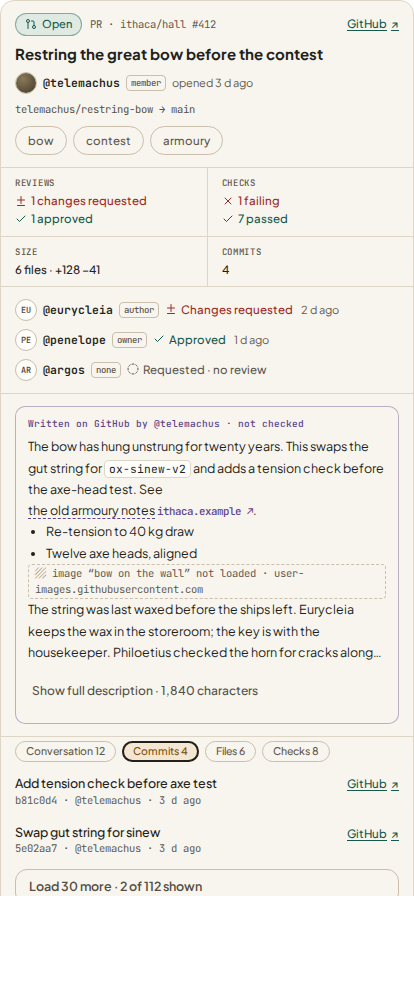 Open PR · ithaca/hall #412 GitHub ↗
Restring the great bow before the contest
@telemachus member opened 3 d ago
telemachus/restring-bow → main
bow contest armoury
REVIEWS
± 1 changes requested
✓ 1 approved
CHECKS
× 1 failing
✓ 7 passed
SIZE
6 files · +128 −41
COMMITS
4
EU @eurycleia author ± Changes requested 2 d ago
PE @penelope owner ✓ Approved 1 d ago
AR @argos none Requested · no review
Written on GitHub by @telemachus · not checked
The bow has hung unstrung for twenty years. This swaps the
gut string for ox-sinew-v2 and adds a tension check before
the axe-head test. See
the old armoury notes ithaca.example ↗.
• Re-tension to 40 kg draw
• Twelve axe heads, aligned
image “bow on the wall” not loaded · user-
images.githubusercontent.com
The string was last waxed before the ships left. Eurycleia
keeps the wax in the storeroom; the key is with the
housekeeper. Philoetius checked the horn for cracks along…
Show full description · 1,840 characters
Conversation 12 Commits 4 Files 6 Checks 8
Add tension check before axe test GitHub ↗
b81c0d4 · @telemachus · 3 d ago
Swap gut string for sinew GitHub ↗
5e02aa7 · @telemachus · 3 d ago
Load 30 more · 2 of 112 shown